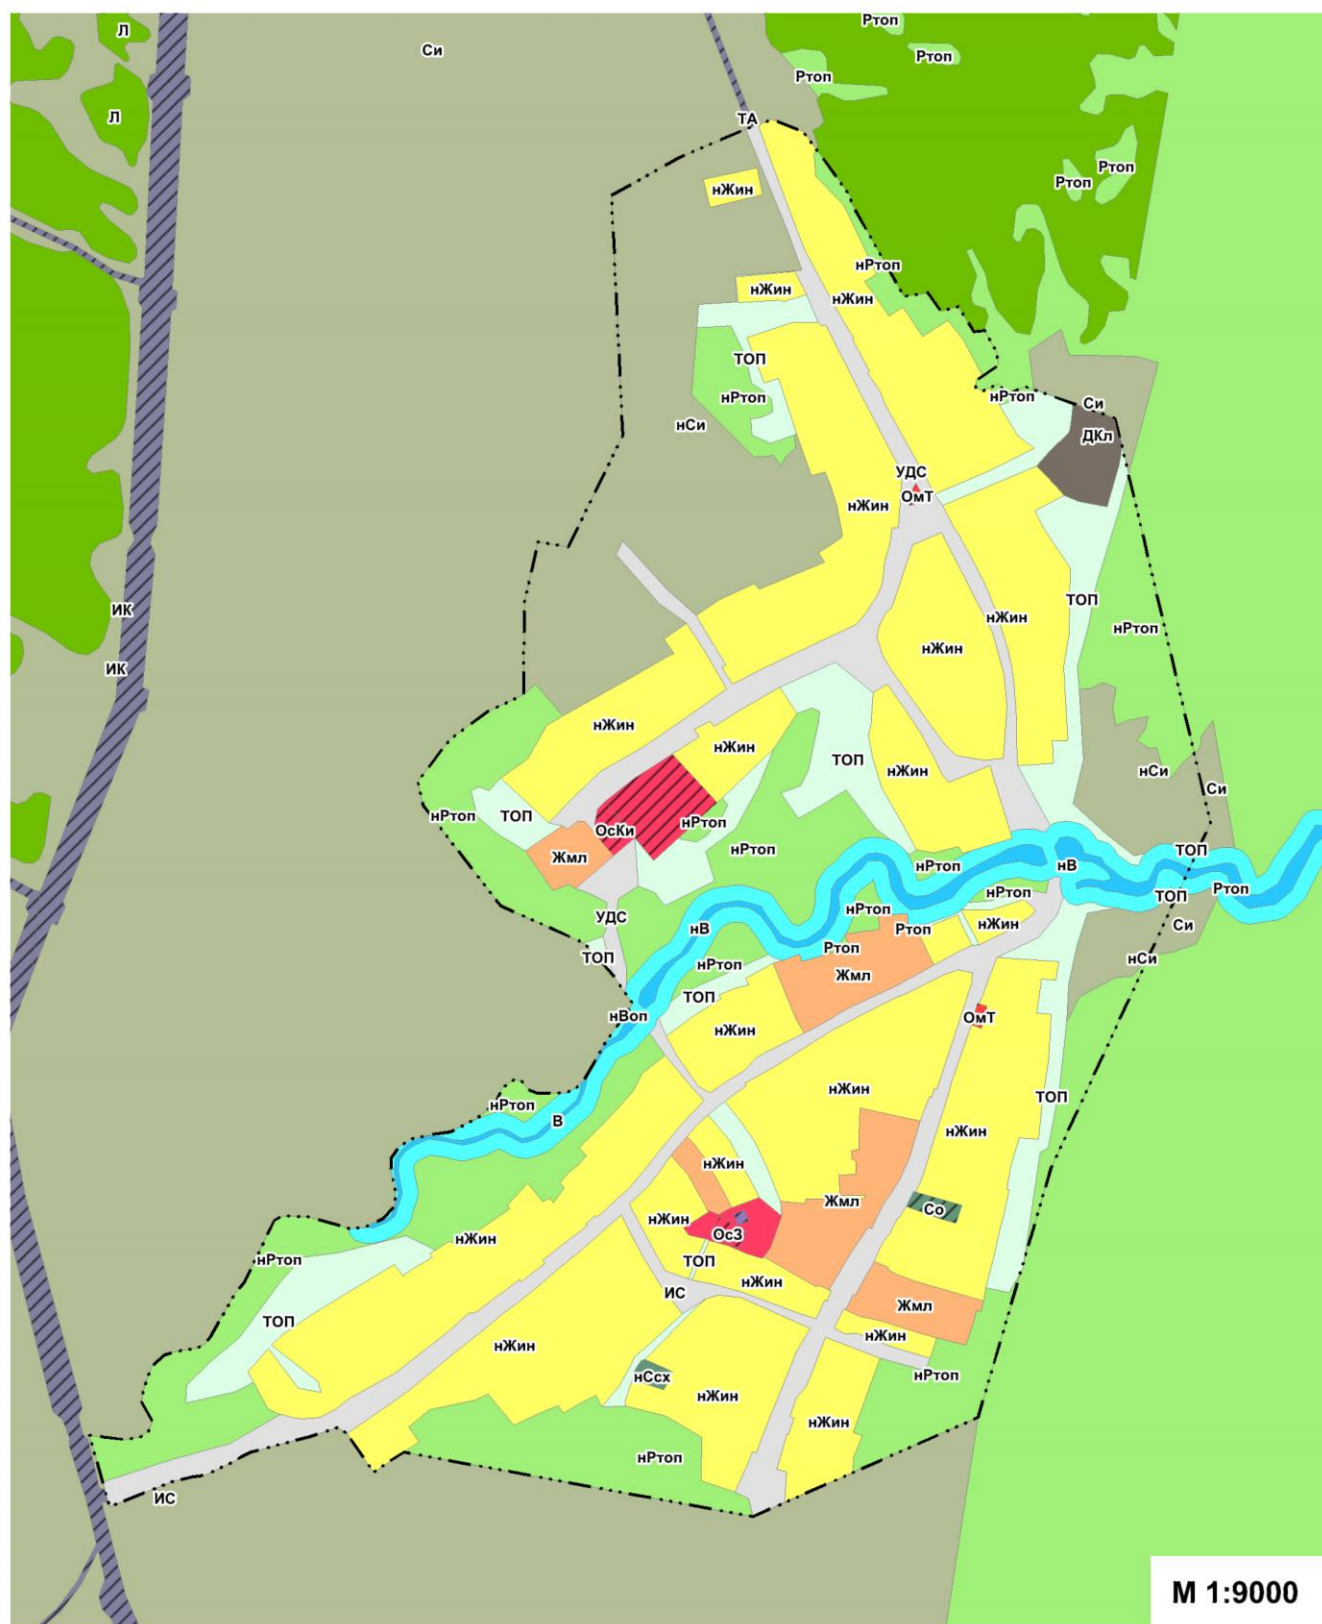 Ртоп
Л
Си
Ртоп
Ртоп
Л
ТА
Ртоп
Ртоп
нЖин
нРтоп
нЖин
нЖин
ТОП
нРтоп
нРтоп
Си
нСи
ДКл
УДС
ОмТ
нЖин
ТОП
ИК
нЖин
нРтоп
нЖин
ИК
нЖин
нЖин
ТОП
нЖин
нСи
Си
нРтоп
ТОП
нРтоп
ОсКи
нРтоп
ТОП
Жмл
нРтоп
нВ
Ртоп
нРтоп
ТОП
УДС
нРтоп
нЖин
Си
нВ
Ртоп
Ртоп
ТОП
нРтоп
нСи
Жмл
ТОП
нВоп
ОмТ
нЖин
нЖин
ТОП
нРтоп
В
нЖин
нЖин
Жмл
Со
нЖин
ОсЗ
нЖин
нРтоп
ТОП
нЖин
ИС
Жмл
ТОП
нЖин
нЖин
нСсх
нРтоп
нЖин
нЖин
нРтоп
ИС
М 1:9000